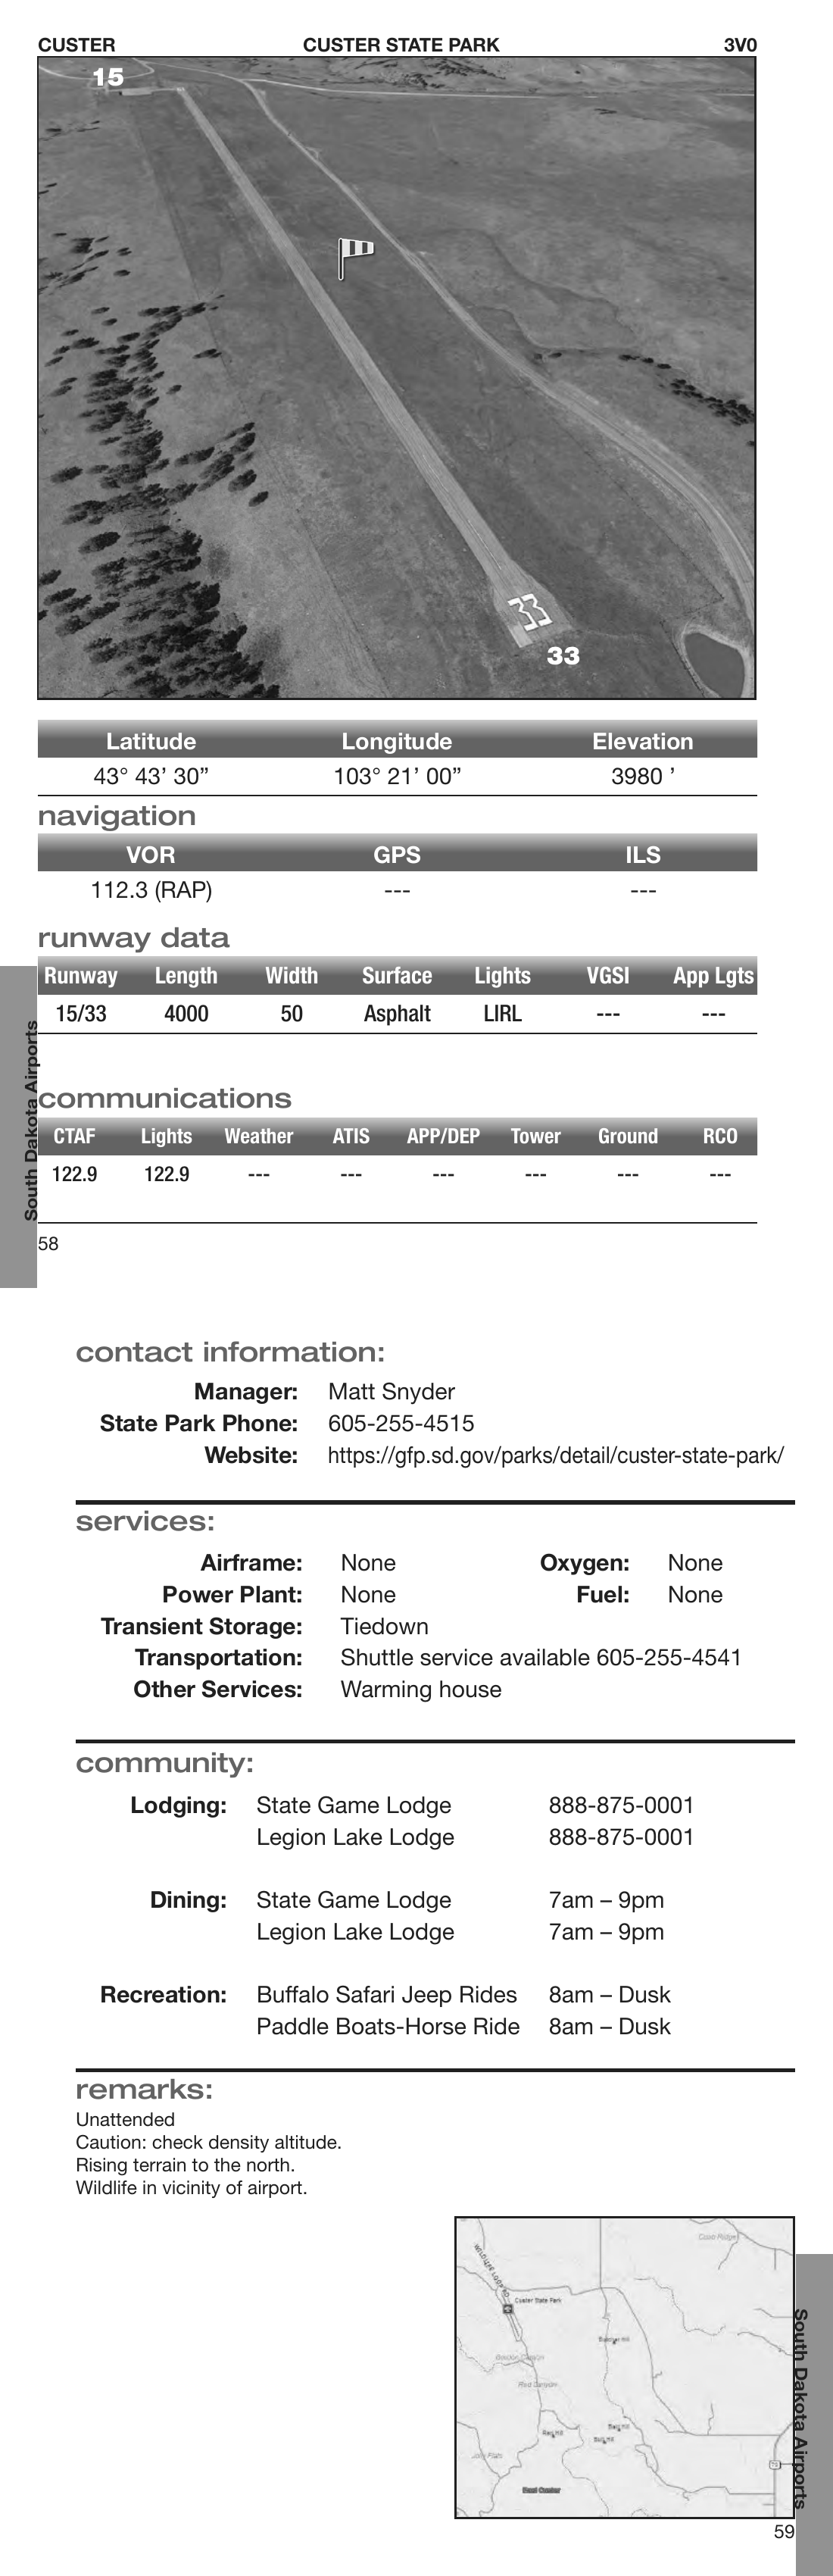 CUSTER CUSTER STATE PARK 3V0
15
33
33
Latitude Longitude Elevation
43° 43’ 30” 103° 21’ 00” 3980 ’
navigation
VOR GPS ILS
112.3 (RAP) --- ---
runway data
Runway Length Width Surface Lights VGSI App Lgts
15/33 4000 50 Asphalt LIRL --- ---
South Dakota Airports
communications
CTAF Lights Weather ATIS APP/DEP Tower Ground RCO
122.9 122.9 --- --- --- --- --- ---
58
contact information:
Manager: Matt Snyder
State Park Phone: 605-255-4515
Website: https://gfp.sd.gov/parks/detail/custer-state-park/
services:
Airframe: None Oxygen: None
Power Plant: None Fuel: None
Transient Storage: Tiedown
Transportation: Shuttle service available 605-255-4541
Other Services: Warming house
community:
Lodging: State Game Lodge 888-875-0001
Legion Lake Lodge 888-875-0001
Dining: State Game Lodge 7am – 9pm
Legion Lake Lodge 7am – 9pm
Recreation: Buffalo Safari Jeep Rides 8am – Dusk
Paddle Boats-Horse Ride 8am – Dusk
remarks:
Unattended
Caution: check density altitude.
Rising terrain to the north.
Wildlife in vicinity of airport.
Custer State Park
Red Canyon
East Custer
South Dakota Airports
59